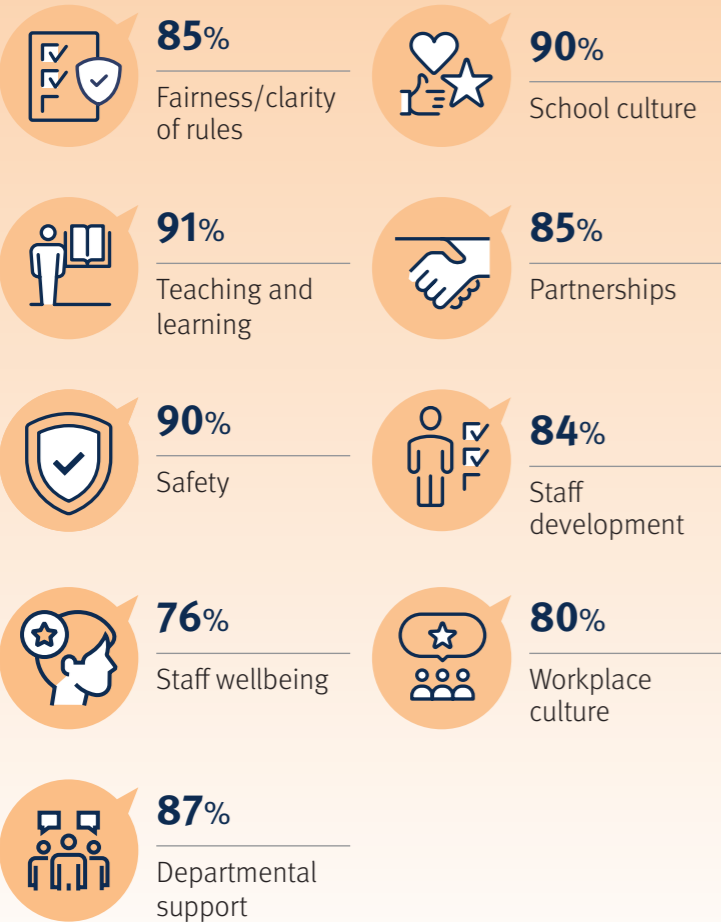 85%
Fairness/clarity
of rules
90%
School culture
91%
Teaching and
learning
85%
Partnerships
90%
Safety
84%
Staff
development
76%
Staff wellbeing
80%
Workplace
culture
87%
Departmental
support